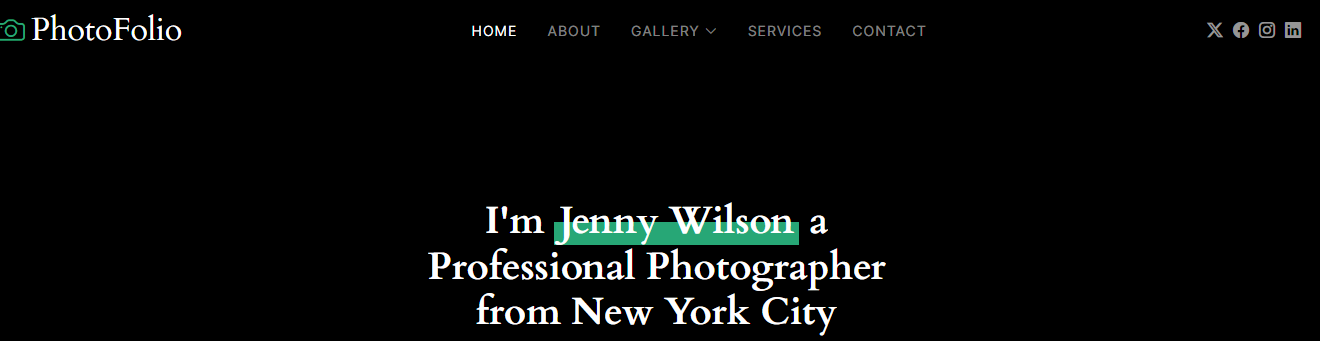 PhotoFolio
HOME ABOUT GALLERY SERVICES CONTACT
I'm Jenny Wilson a
Professional Photographer
from New York City